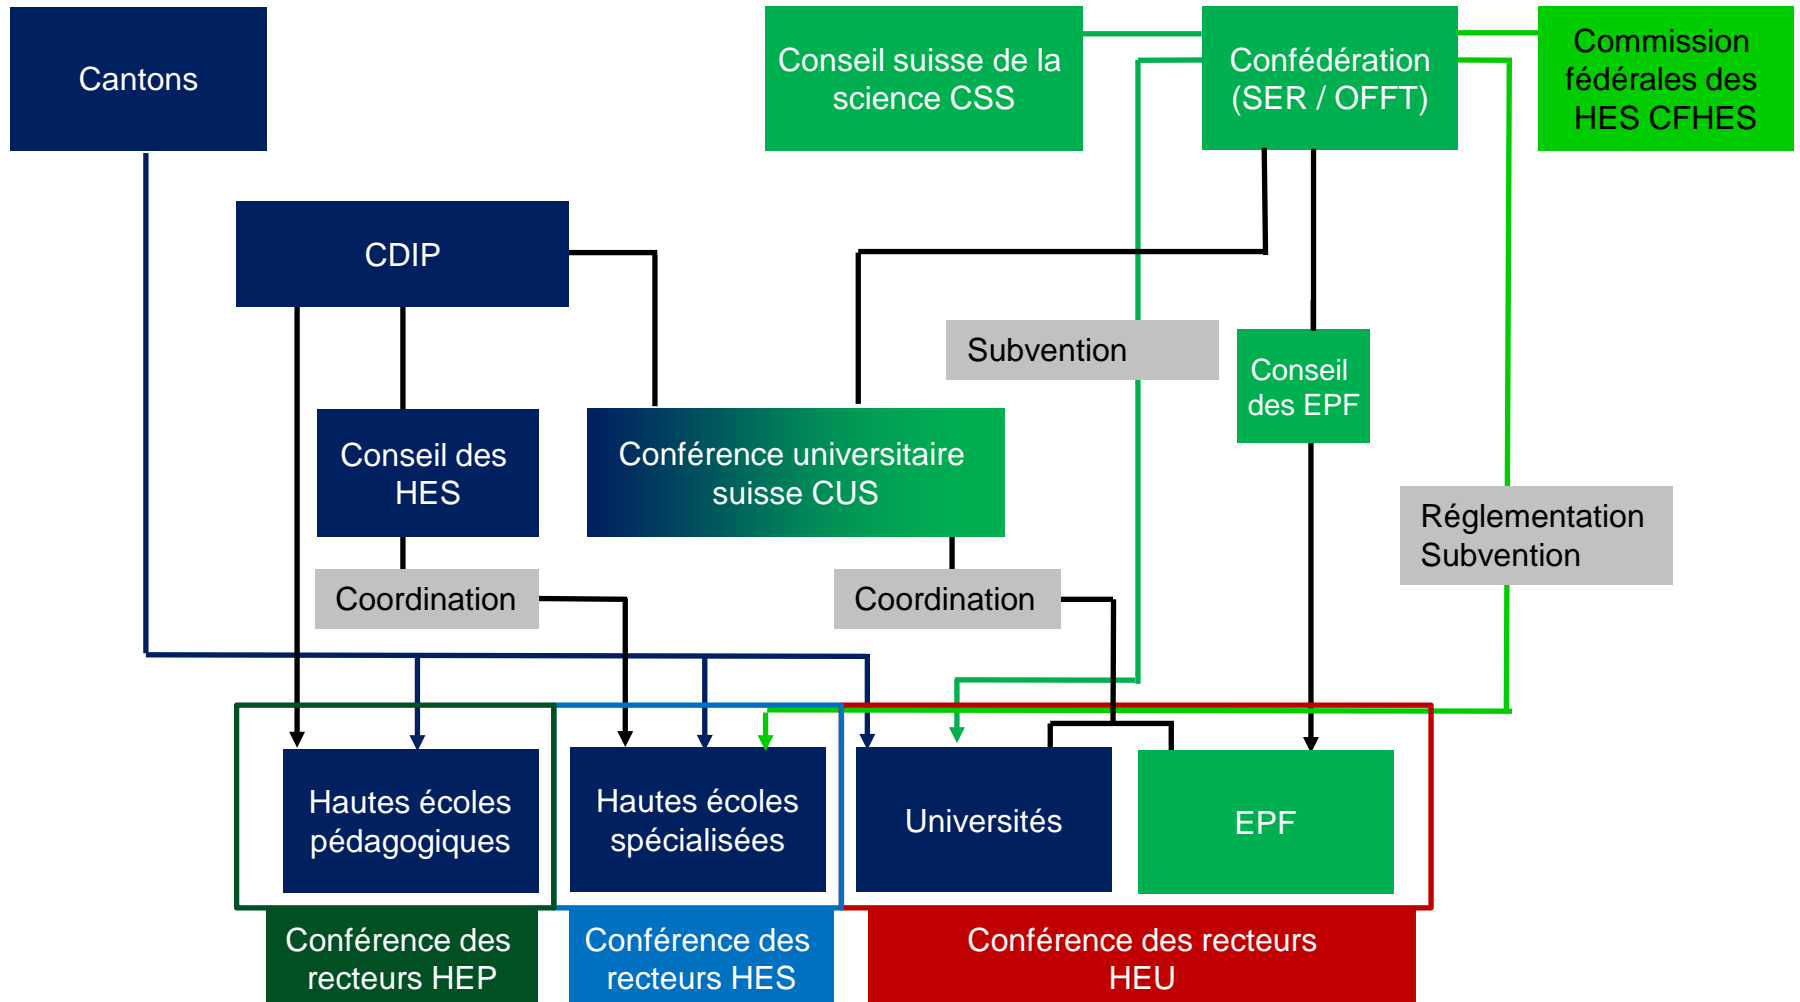 Cantons
Conseil suisse de la
science CSS
Confédération
(SER / OFFT)
Commission
fédérales des
HES CFHES
CDIP
Subvention
Conseil
des EPF
Conseil des
HES
Conférence universitaire
suisse CUS
Réglementation
Subvention
Coordination
Coordination
Hautes écoles
pédagogiques
Hautes écoles
spécialisées
Universités
EPF
Conférence des
recteurs HEP
Conférence des
recteurs HES
Conférence des recteurs
HEU